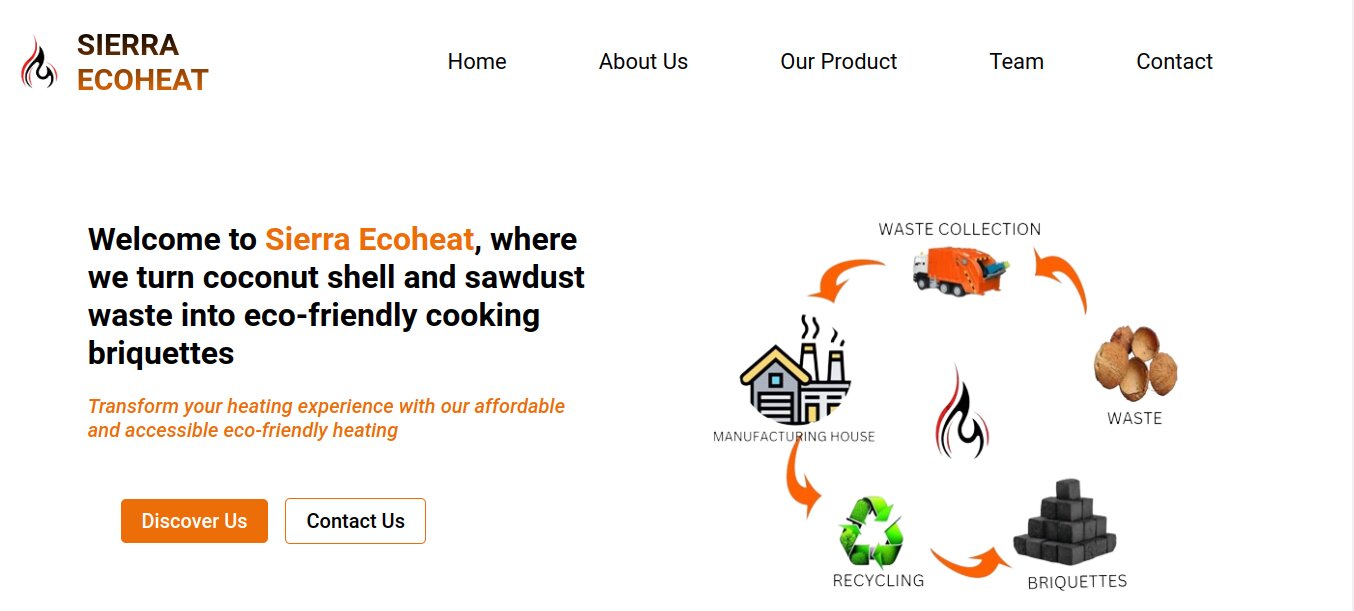 SIERRA
ECOHEAT
Home
About Us
Our Product
Team
Contact
Welcome to Sierra Ecoheat, where
we turn coconut shell and sawdust
waste into eco-friendly cooking
briquettes
Transform your heating experience with our affordable
and accessible eco-friendly heating
Discover Us
Contact Us
WASTE COLLECTION
WASTE
MANUFACTURING HOUSE
RECYCLING
BRIQUETTES